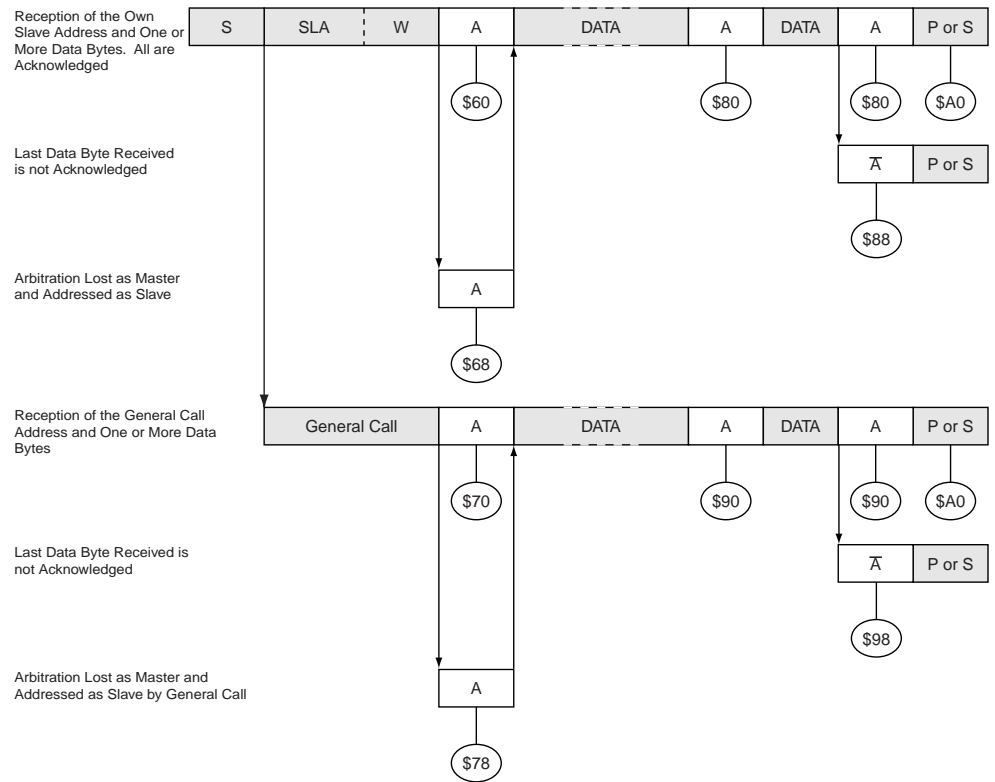 Reception of the Own
Slave Address and One or
More Data Bytes. All are
Acknowledged
S SLA W A DATA A DATA A P or S
$60 $80 $80 $A0
Last Data Byte Received
is not Acknowledged
A̅ P or S
$88
Arbitration Lost as Master
and Addressed as Slave
A
$68
Reception of the General Call
Address and One or More Data
Bytes
General Call A DATA A DATA A P or S
$70 $90 $90 $A0
Last Data Byte Received is
not Acknowledged
A̅ P or S
$98
Arbitration Lost as Master and
Addressed as Slave by General Call
A
$78